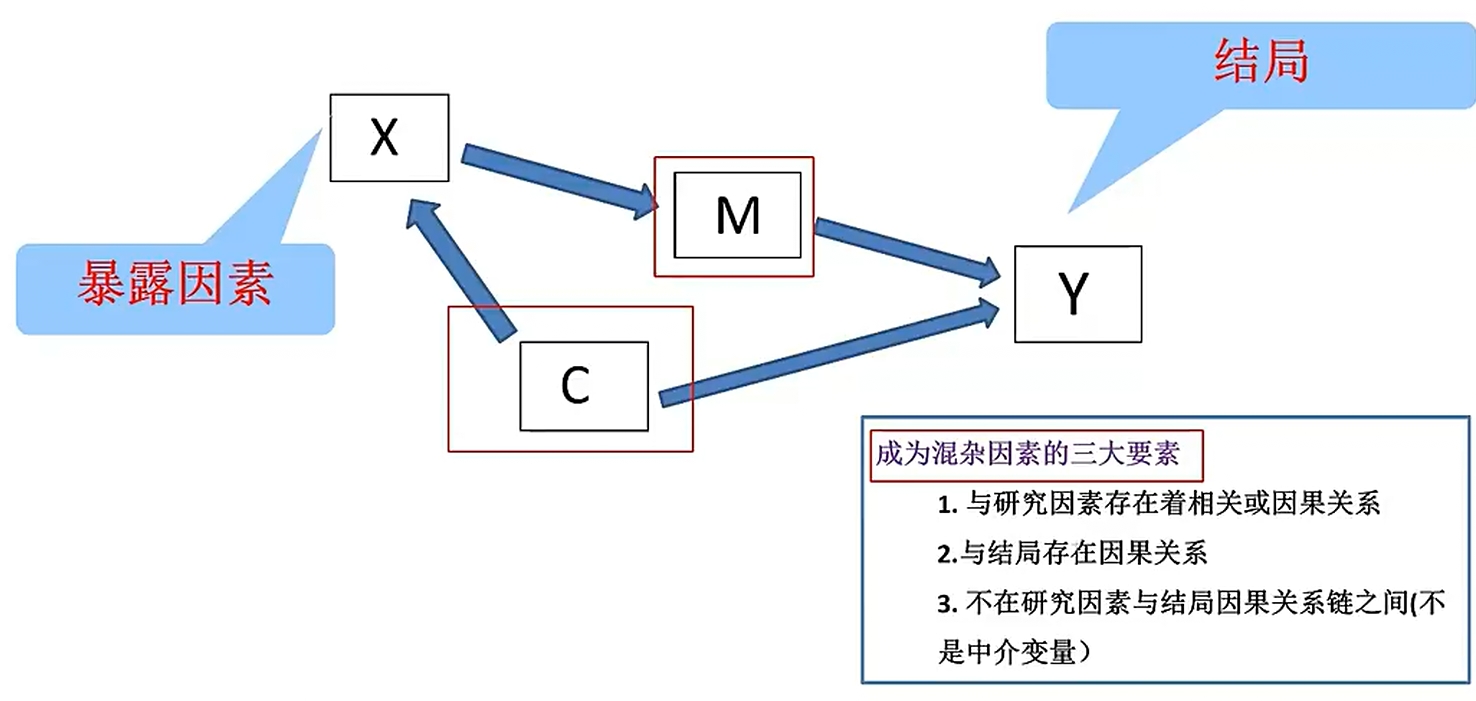 结局
X
M
暴露因素
Y
C
成为混杂因素的三大要素
1. 与研究因素存在着相关或因果关系
2.与结局存在因果关系
3. 不在研究因素与结局因果关系链之间(不
是中介变量）